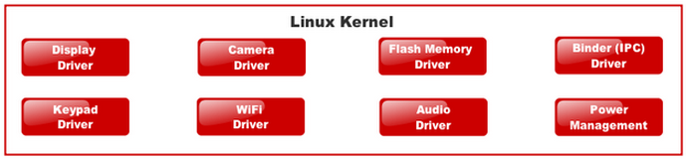 Linux Kernel
Display
Driver
Camera
Driver
Flash Memory
Driver
Binder (IPC)
Driver
Keypad
Driver
WiFi
Driver
Audio
Driver
Power
Management